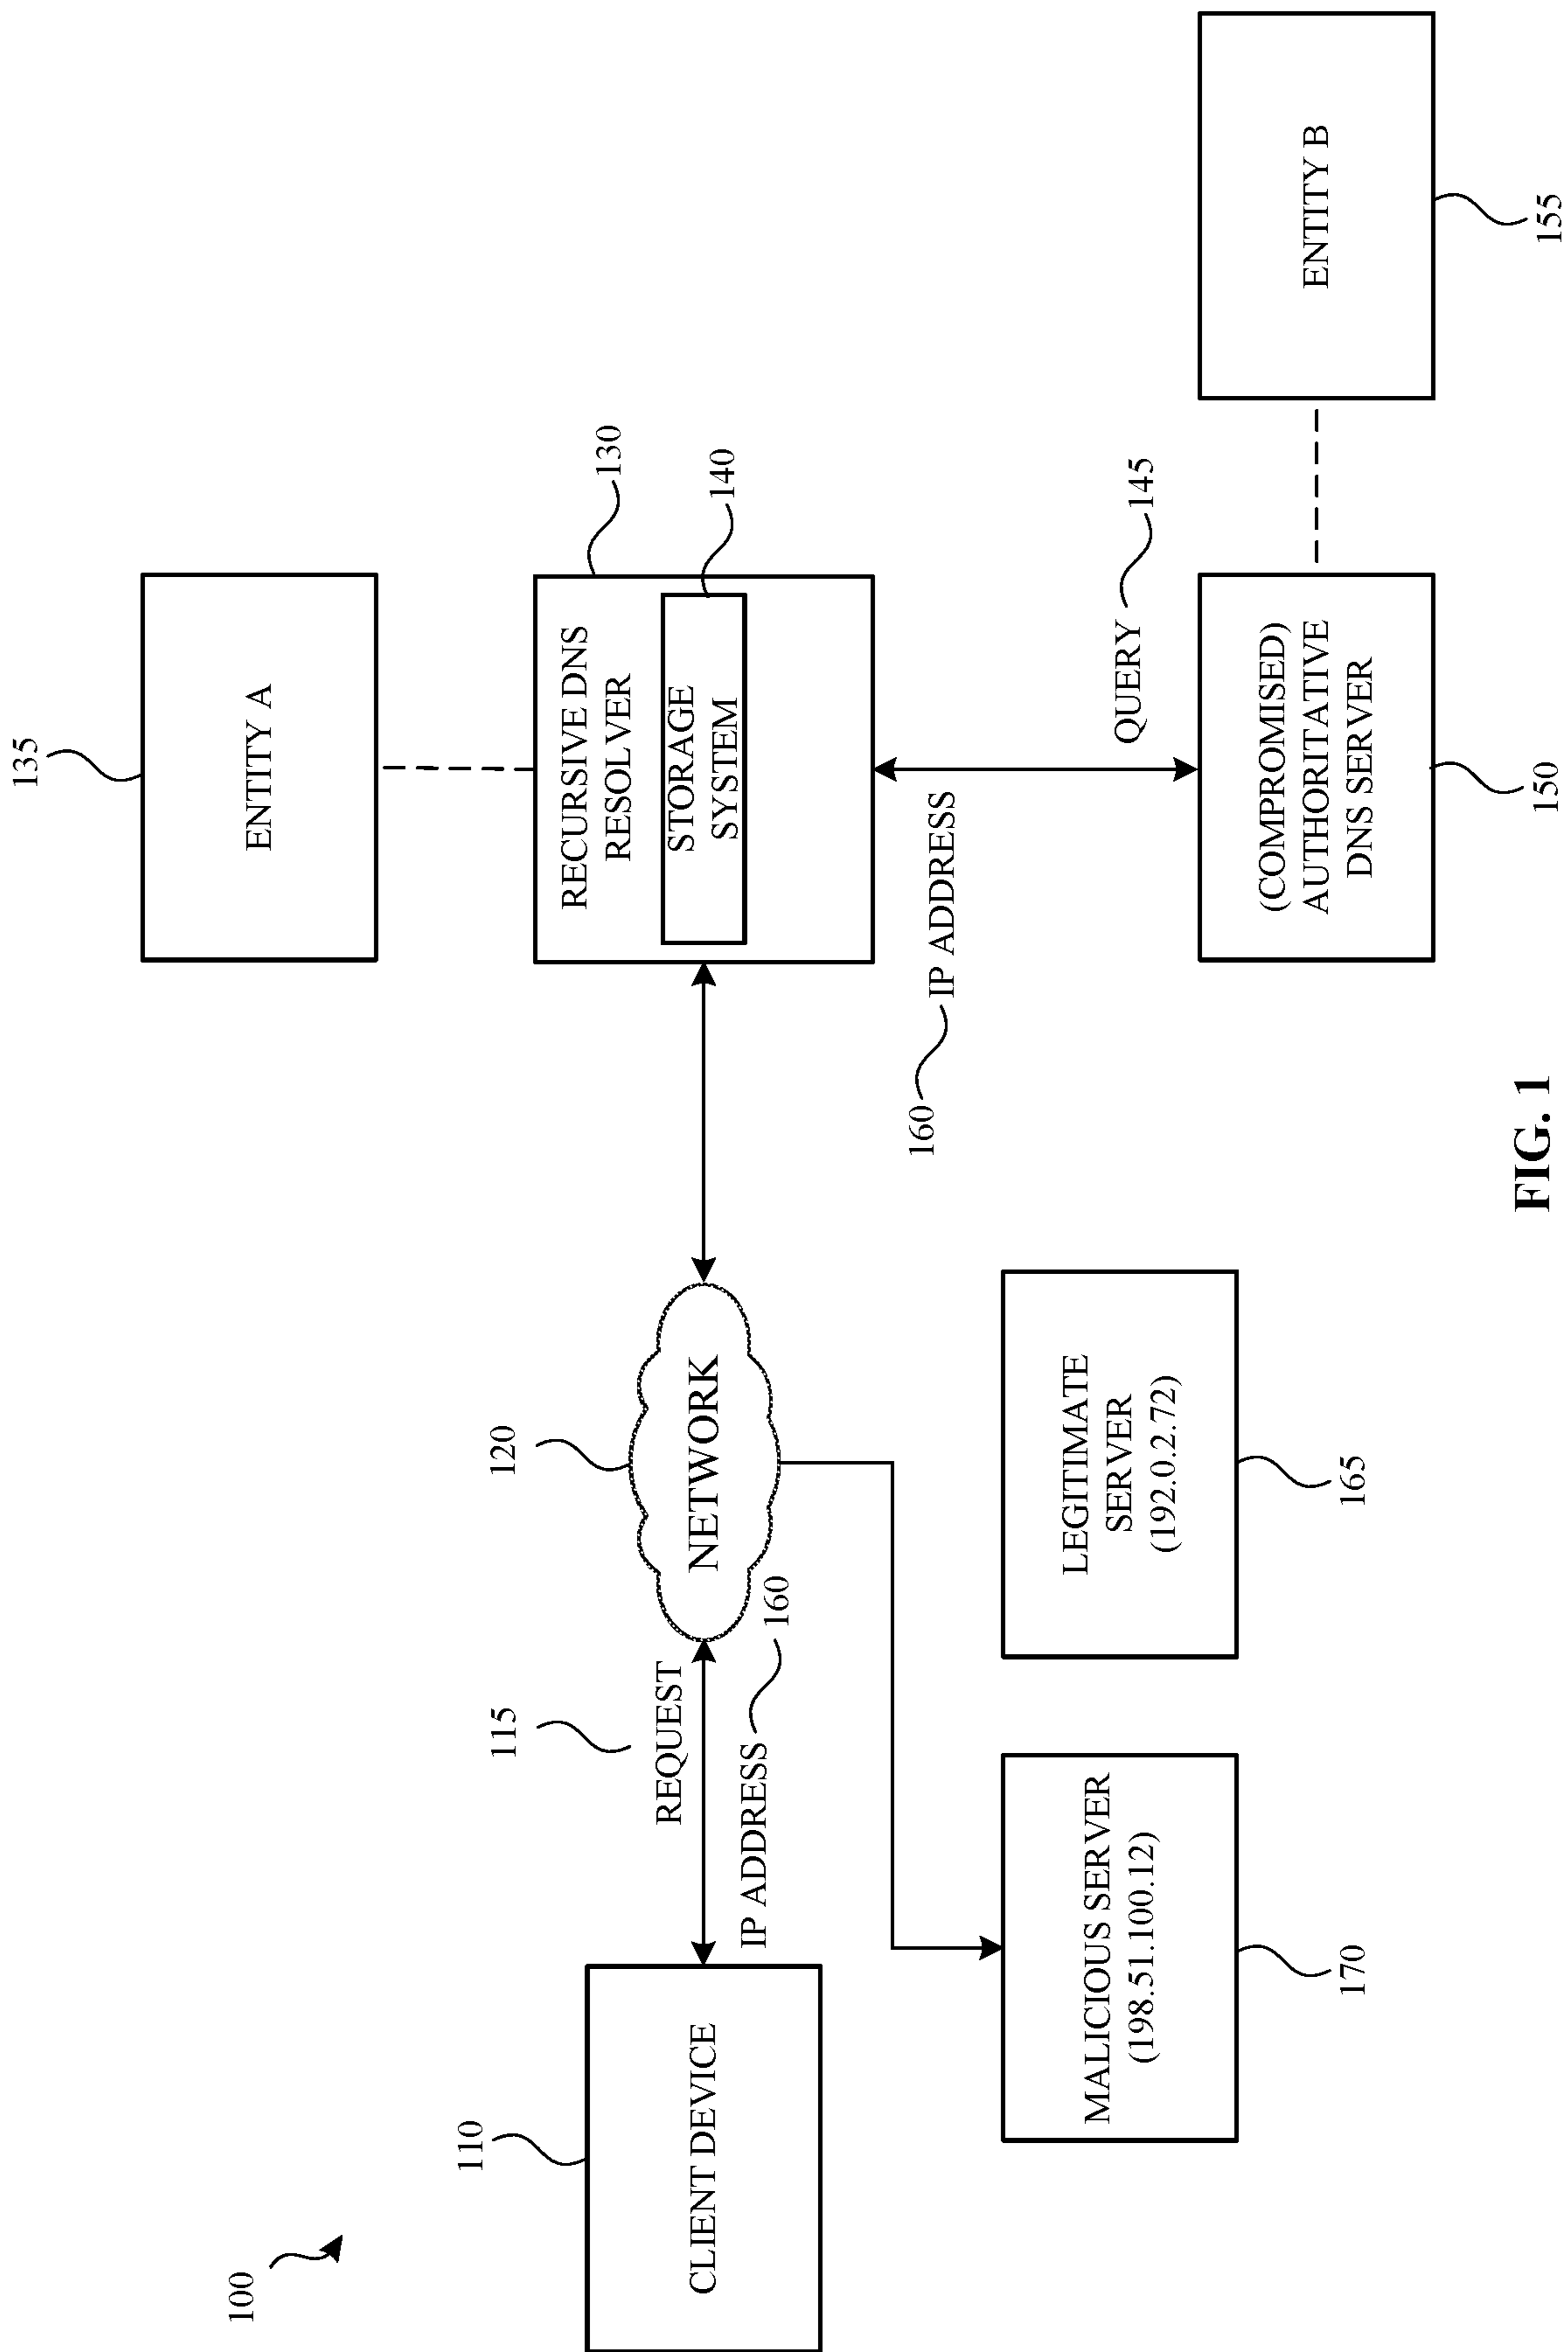 100
110
CLIENT DEVICE
115
REQUEST
IP ADDRESS
160
120
NETWORK
135
ENTITY A
130
RECURSIVE DNS
RESOLVER
140
STORAGE
SYSTEM
160
IP ADDRESS
QUERY
145
MALICIOUS SERVER
(198.51.100.12)
170
LEGITIMATE
SERVER
(192.0.2.72)
165
(COMPROMISED)
AUTHORITATIVE
DNS SERVER
150
ENTITY B
155
FIG. 1